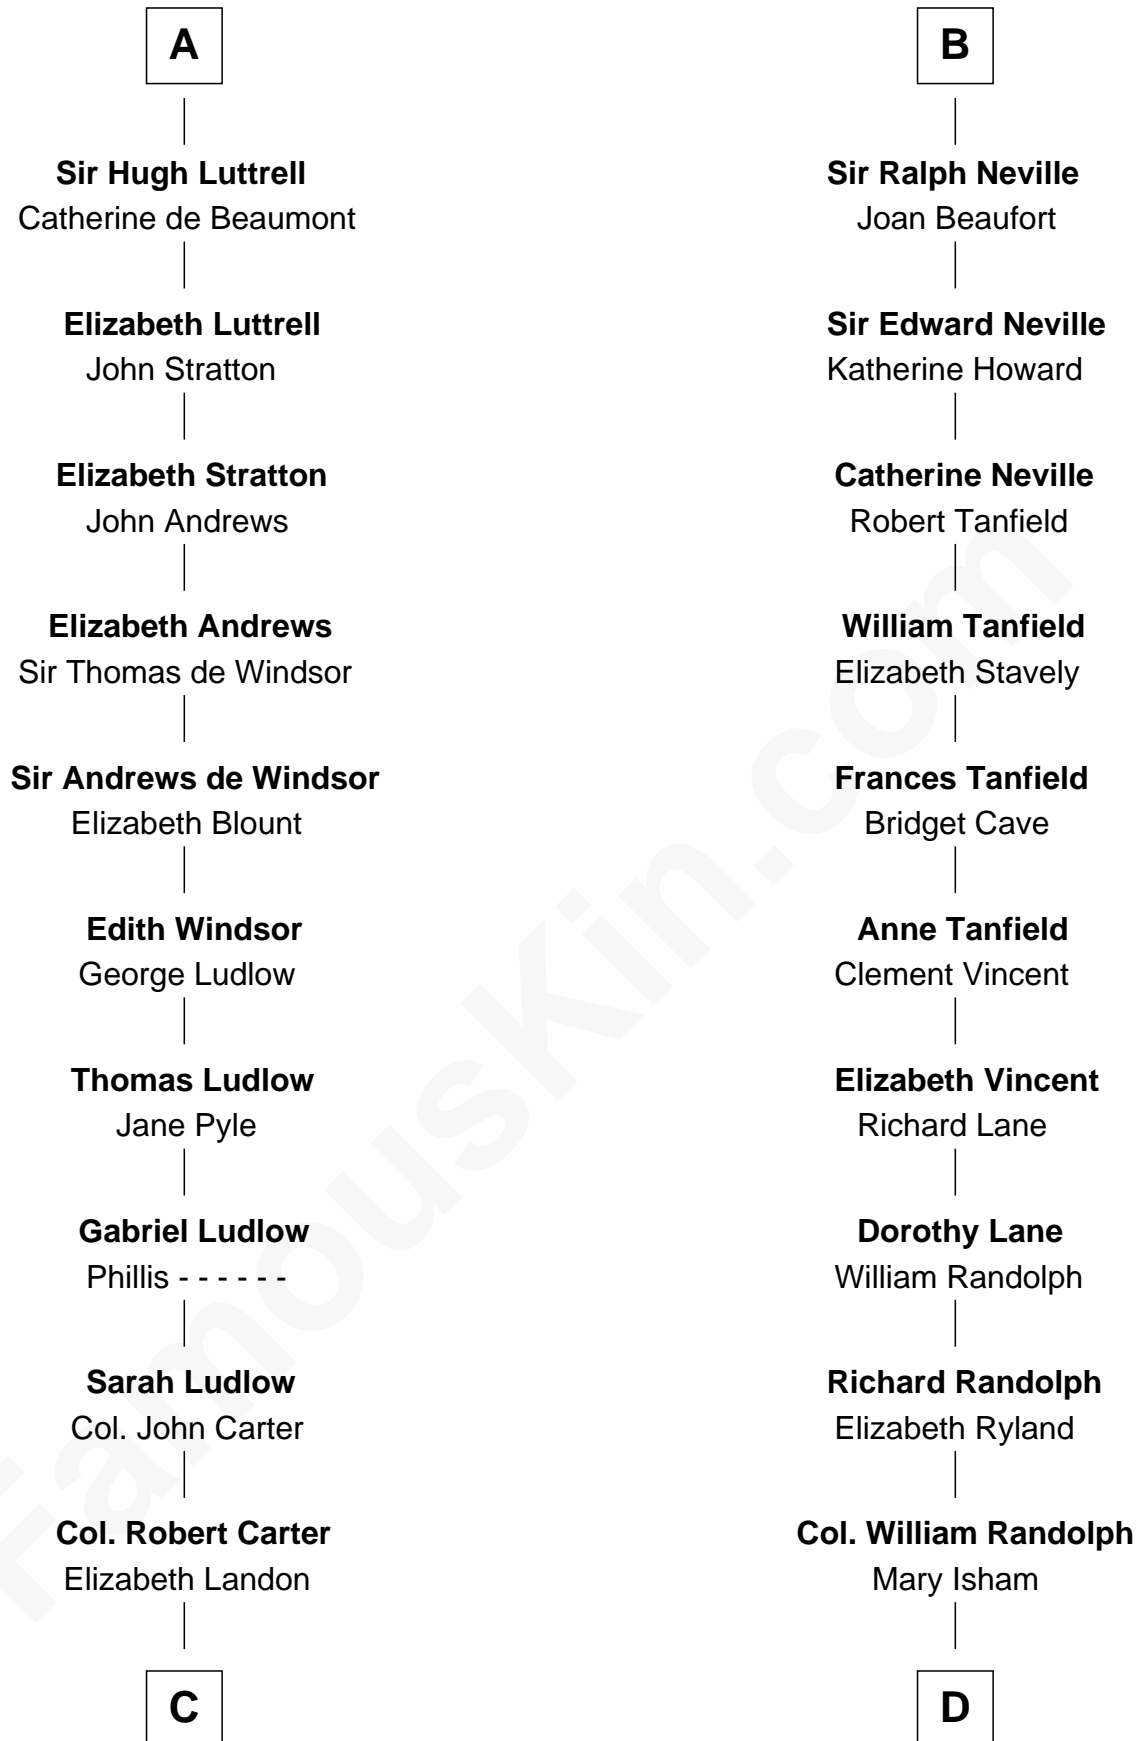 A
Sir Hugh Luttrell
Catherine de Beaumont
Elizabeth Luttrell
John Stratton
Elizabeth Stratton
John Andrews
Elizabeth Andrews
Sir Thomas de Windsor
Sir Andrews de Windsor
Elizabeth Blount
Edith Windsor
George Ludlow
Thomas Ludlow
Jane Pyle
Gabriel Ludlow
Phillis - - - - - -
Sarah Ludlow
Col. John Carter
Col. Robert Carter
Elizabeth Landon
C
B
Sir Ralph Neville
Joan Beaufort
Sir Edward Neville
Katherine Howard
Catherine Neville
Robert Tanfield
William Tanfield
Elizabeth Stavely
Frances Tanfield
Bridget Cave
Anne Tanfield
Clement Vincent
Elizabeth Vincent
Richard Lane
Dorothy Lane
William Randolph
Richard Randolph
Elizabeth Ryland
Col. William Randolph
Mary Isham
D
FamousKin.com